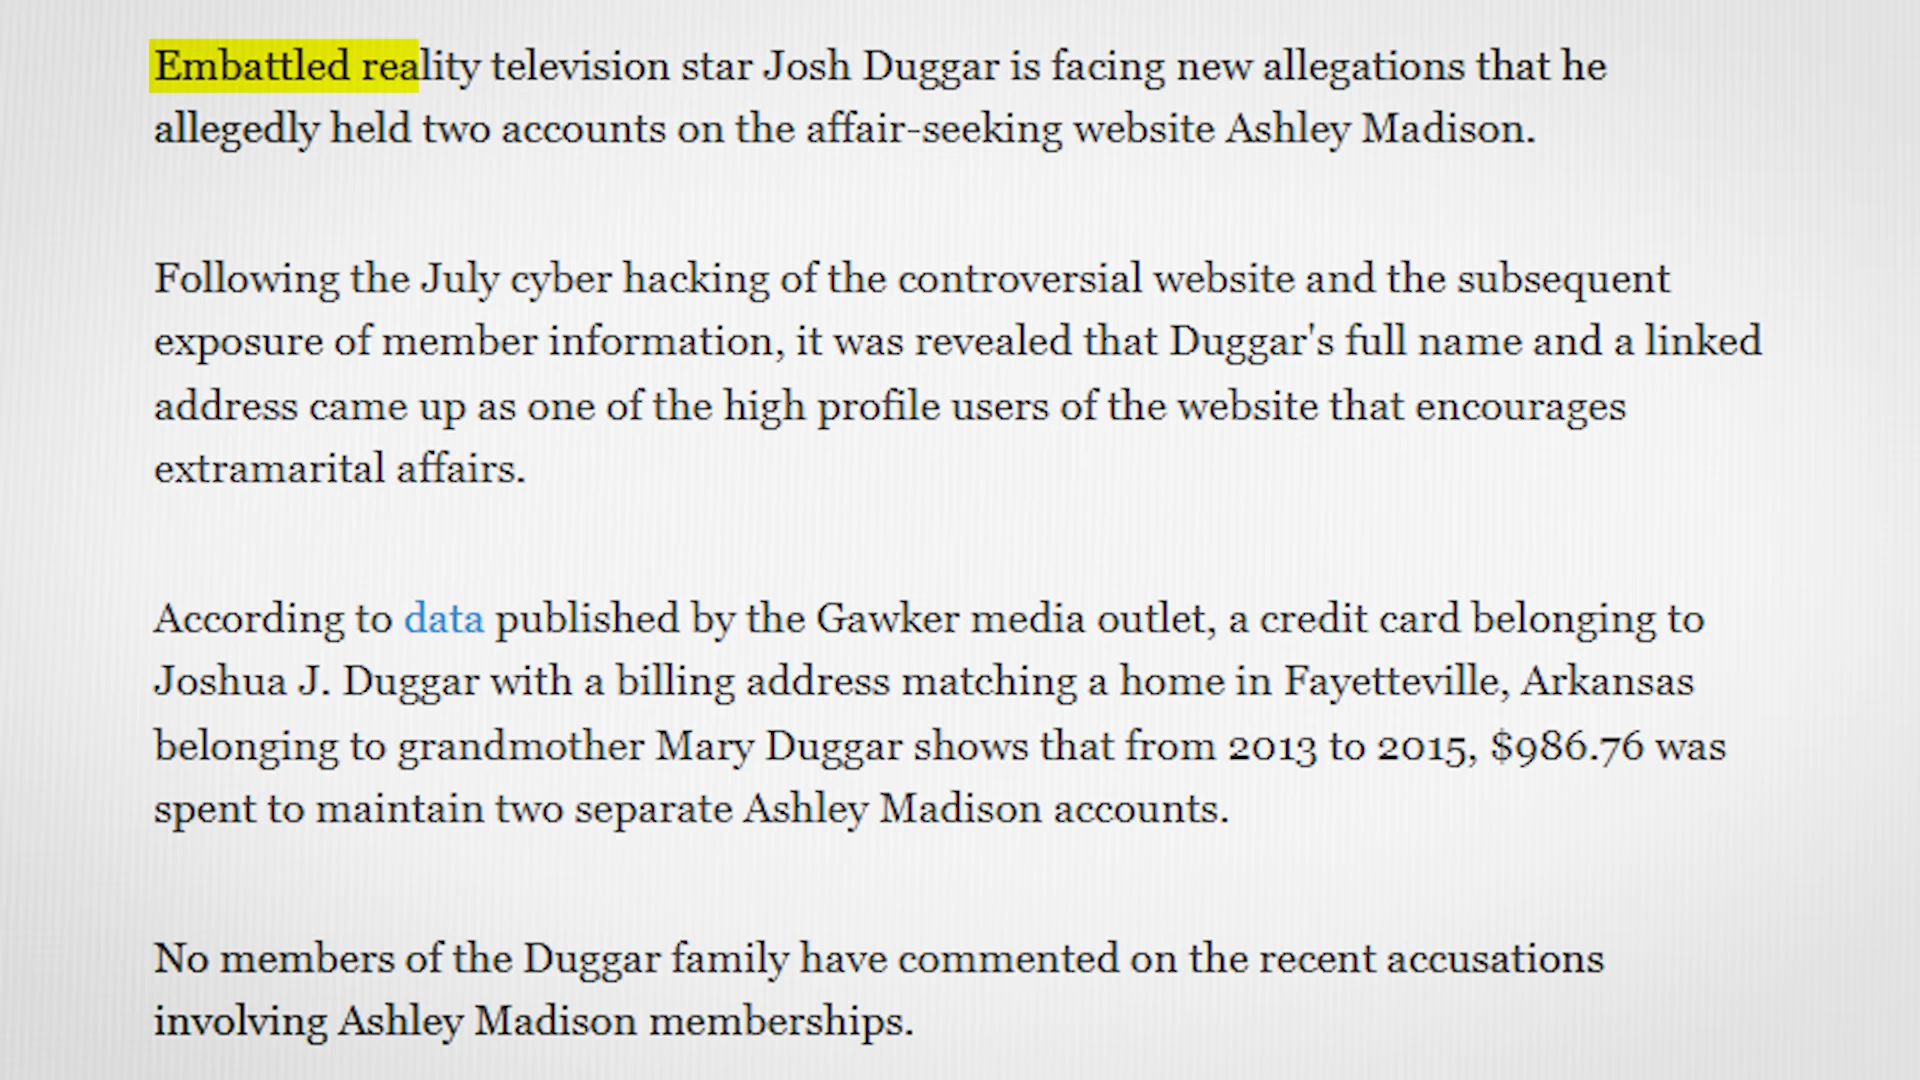 Embattled reality television star Josh Duggar is facing new allegations that he
allegedly held two accounts on the affair-seeking website Ashley Madison.
Following the July cyber hacking of the controversial website and the subsequent
exposure of member information, it was revealed that Duggar's full name and a linked
address came up as one of the high profile users of the website that encourages
extramarital affairs.
According to data published by the Gawker media outlet, a credit card belonging to
Joshua J. Duggar with a billing address matching a home in Fayetteville, Arkansas
belonging to grandmother Mary Duggar shows that from 2013 to 2015, $986.76 was
spent to maintain two separate Ashley Madison accounts.
No members of the Duggar family have commented on the recent accusations
involving Ashley Madison memberships.